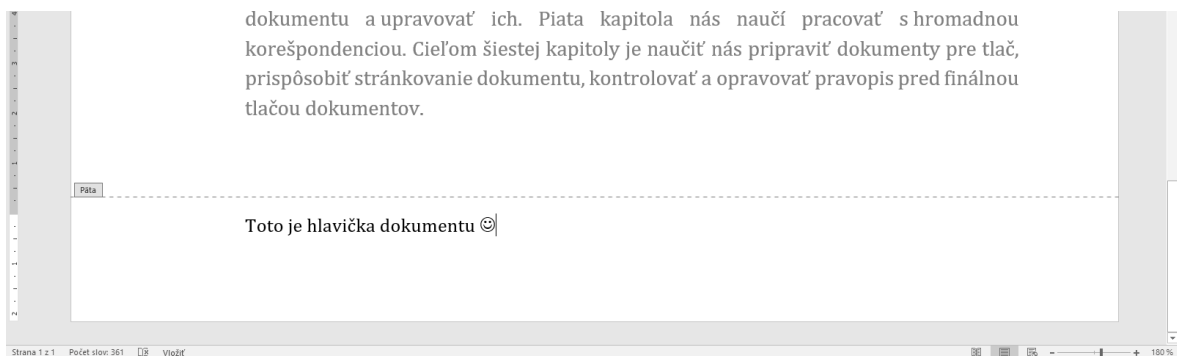 dokumentu a upravovať ich. Piata kapitola nás naučí pracovať s hromadnou
korešpondenciou. Cieľom šiestej kapitoly je naučiť nás pripraviť dokumenty pre tlač,
prispôsobiť stránkovanie dokumentu, kontrolovať a opravovať pravopis pred finálnou
tlačou dokumentov.
Päta
Toto je hlavička dokumentu ☺
Strana 1 z 1 Počet slov: 361 Vložiť 180 %